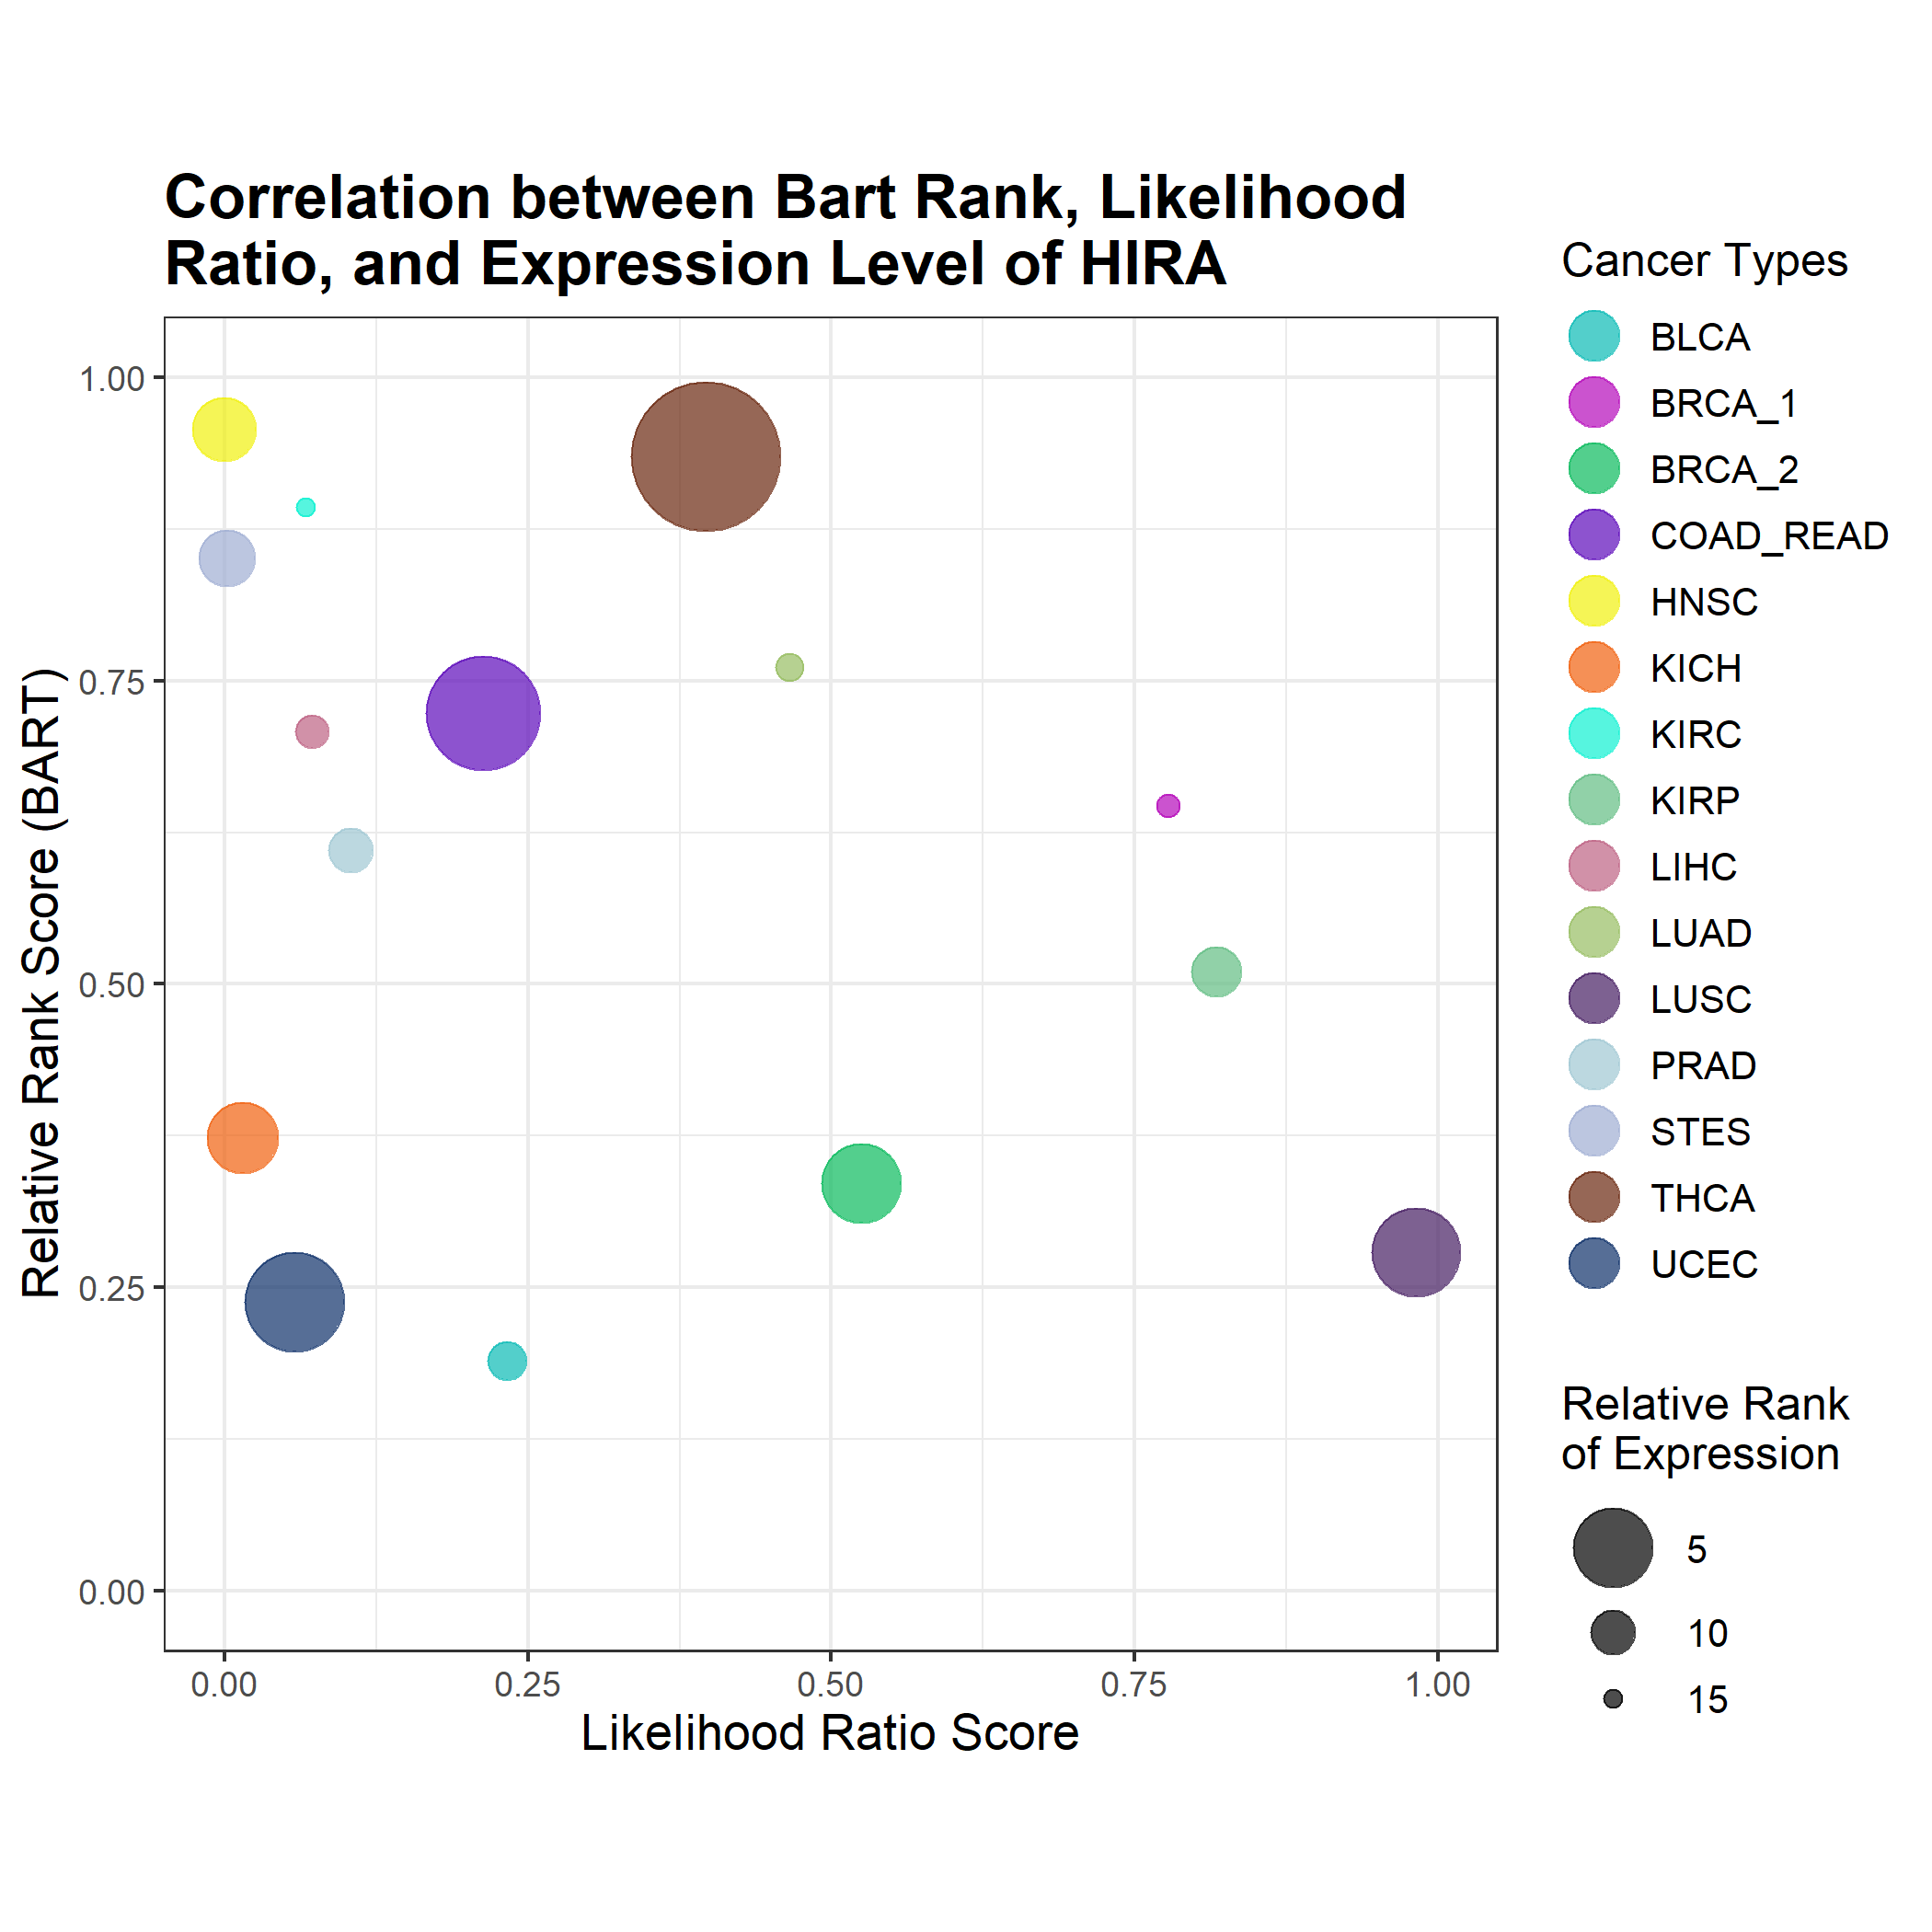 Correlation between Bart Rank, Likelihood
Ratio, and Expression Level of HIRA
Relative Rank Score (BART)
1.00
0.75
0.50
0.25
0.00
0.00 0.25 0.50 0.75 1.00
Likelihood Ratio Score
Cancer Types
BLCA
BRCA_1
BRCA_2
COAD_READ
HNSC
KICH
KIRC
KIRP
LIHC
LUAD
LUSC
PRAD
STES
THCA
UCEC
Relative Rank
of Expression
5
10
15